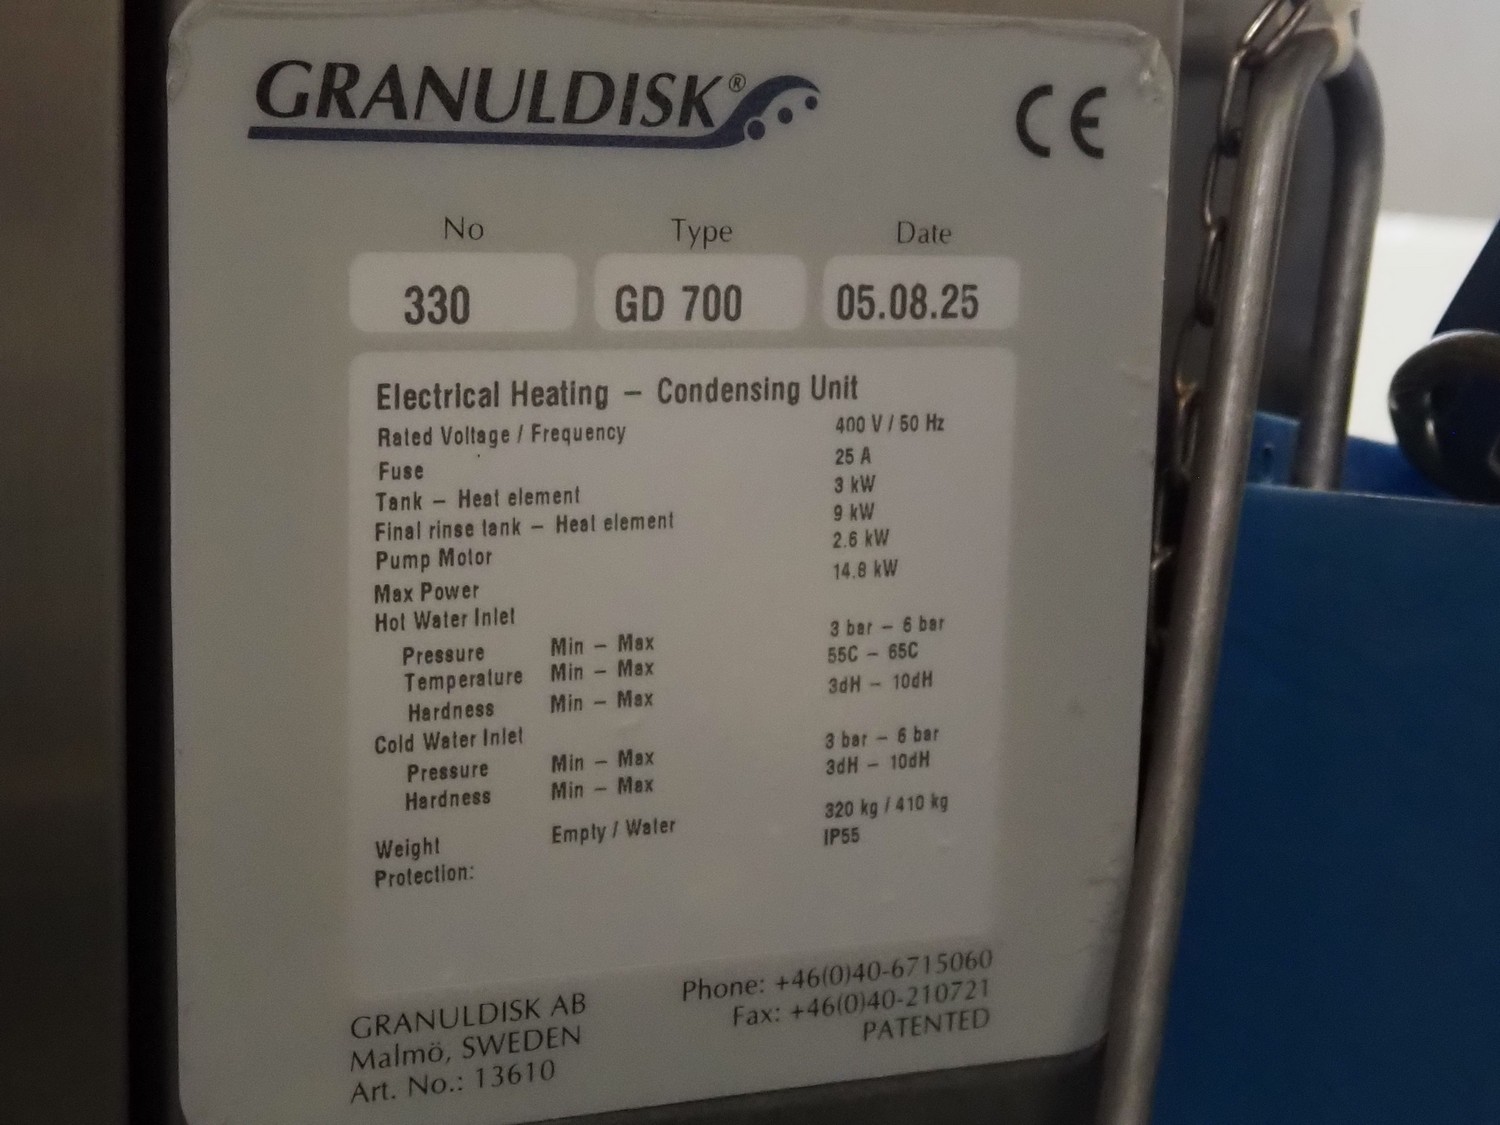 GRANULDISK®
CE
No Type Date
330 GD 700 05.08.25
Electrical Heating – Condensing Unit
Rated Voltage / Frequency 400 V / 50 Hz
Fuse 25 A
Tank – Heat element 3 kW
Final rinse tank – Heat element 9 kW
Pump Motor 2.6 kW
Max Power 14.8 kW
Hot Water Inlet
Pressure Min – Max 3 bar – 6 bar
Temperature Min – Max 55C – 65C
Hardness Min – Max 3dH – 10dH
Cold Water Inlet
Pressure Min – Max 3 bar – 6 bar
Hardness Min – Max 3dH – 10dH
Weight Empty / Water 320 kg / 410 kg
Protection: IP55
GRANULDISK AB
Malmö, SWEDEN
Art. No.: 13610
Phone: +46(0)40-6715060
Fax: +46(0)40-210721
PATENTED